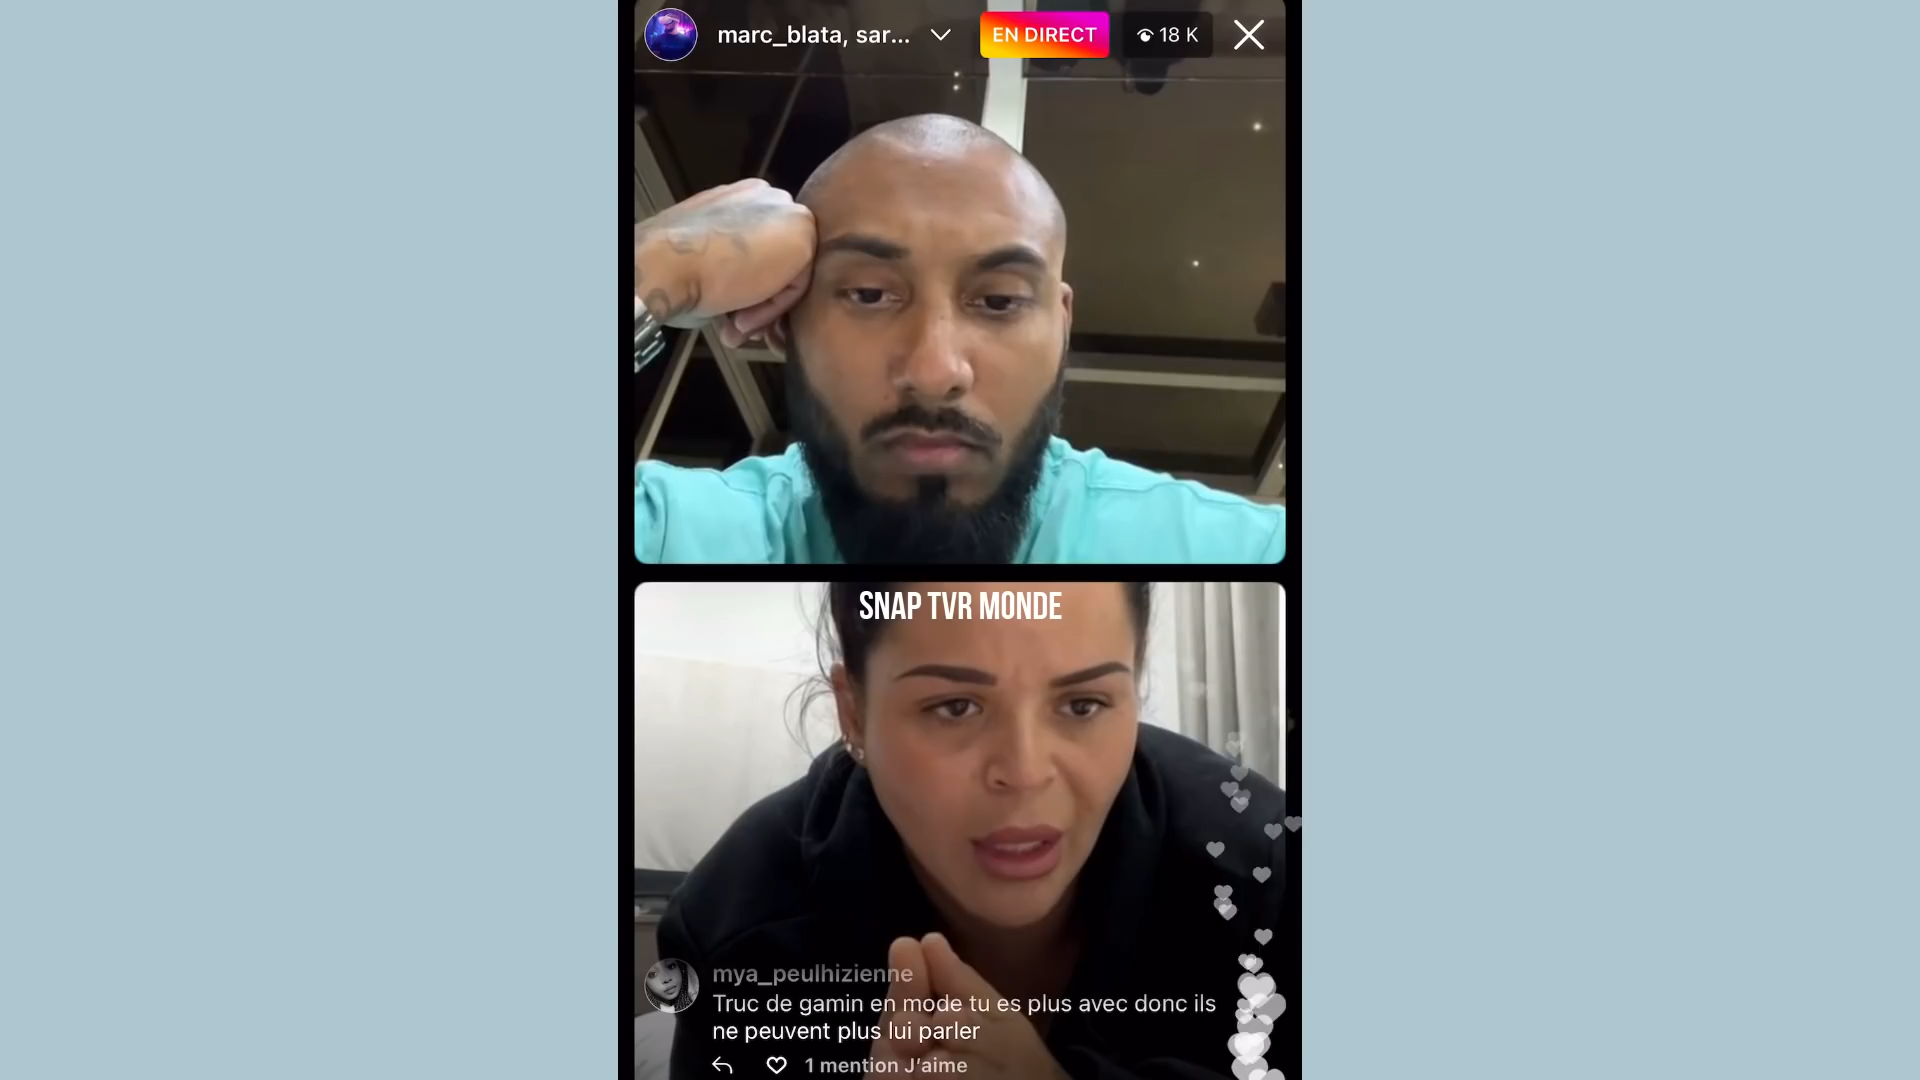 marc_blata, sar...
EN DIRECT
18 K
SNAP TVR MONDE
mya_peulhizienne
Truc de gamin en mode tu es plus avec donc ils
ne peuvent plus lui parler
1 mention J’aime